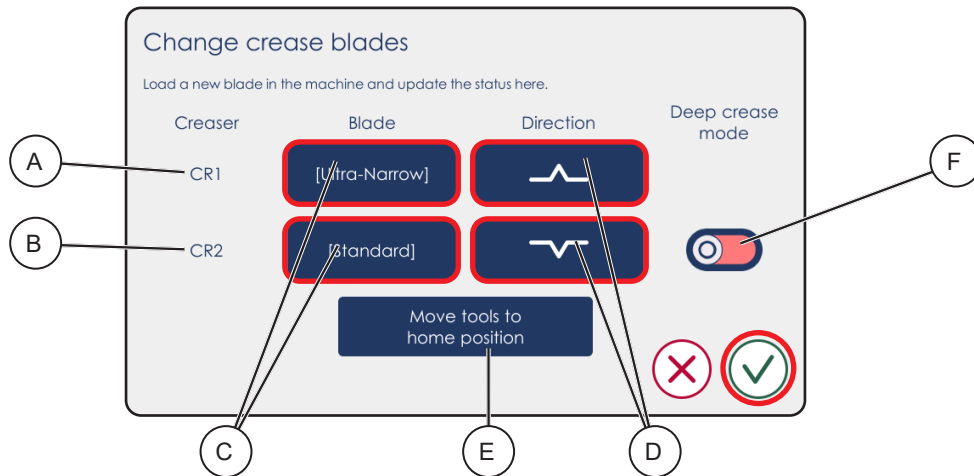 Change crease blades
Load a new blade in the machine and update the status here.
Creaser
Blade
Direction
Deep crease
mode
A
CR1
[Ultra-Narrow]
F
B
CR2
[Standard]
Move tools to
home position
C
E
D